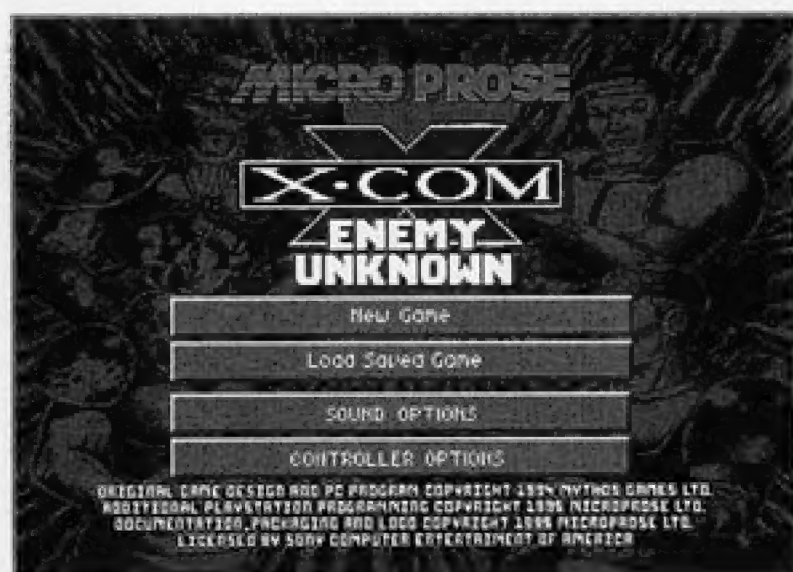 MICRO PROSE
X-COM
ENEMY
UNKNOWN
New Game
Load Saved Game
SOUND OPTIONS
CONTROLLER OPTIONS
ORIGINAL GAME DESIGN AND PC PROGRAM COPYRIGHT 1994 MYTHOS GAMES LTD.
ADDITIONAL PLAYSTATION PROGRAMMING COPYRIGHT 1995 MICROPROSE LTD.
DOCUMENTATION, PACKAGING AND LOGO COPYRIGHT 1995 MICROPROSE LTD.
LICENSED BY SONY COMPUTER ENTERTAINMENT OF AMERICA